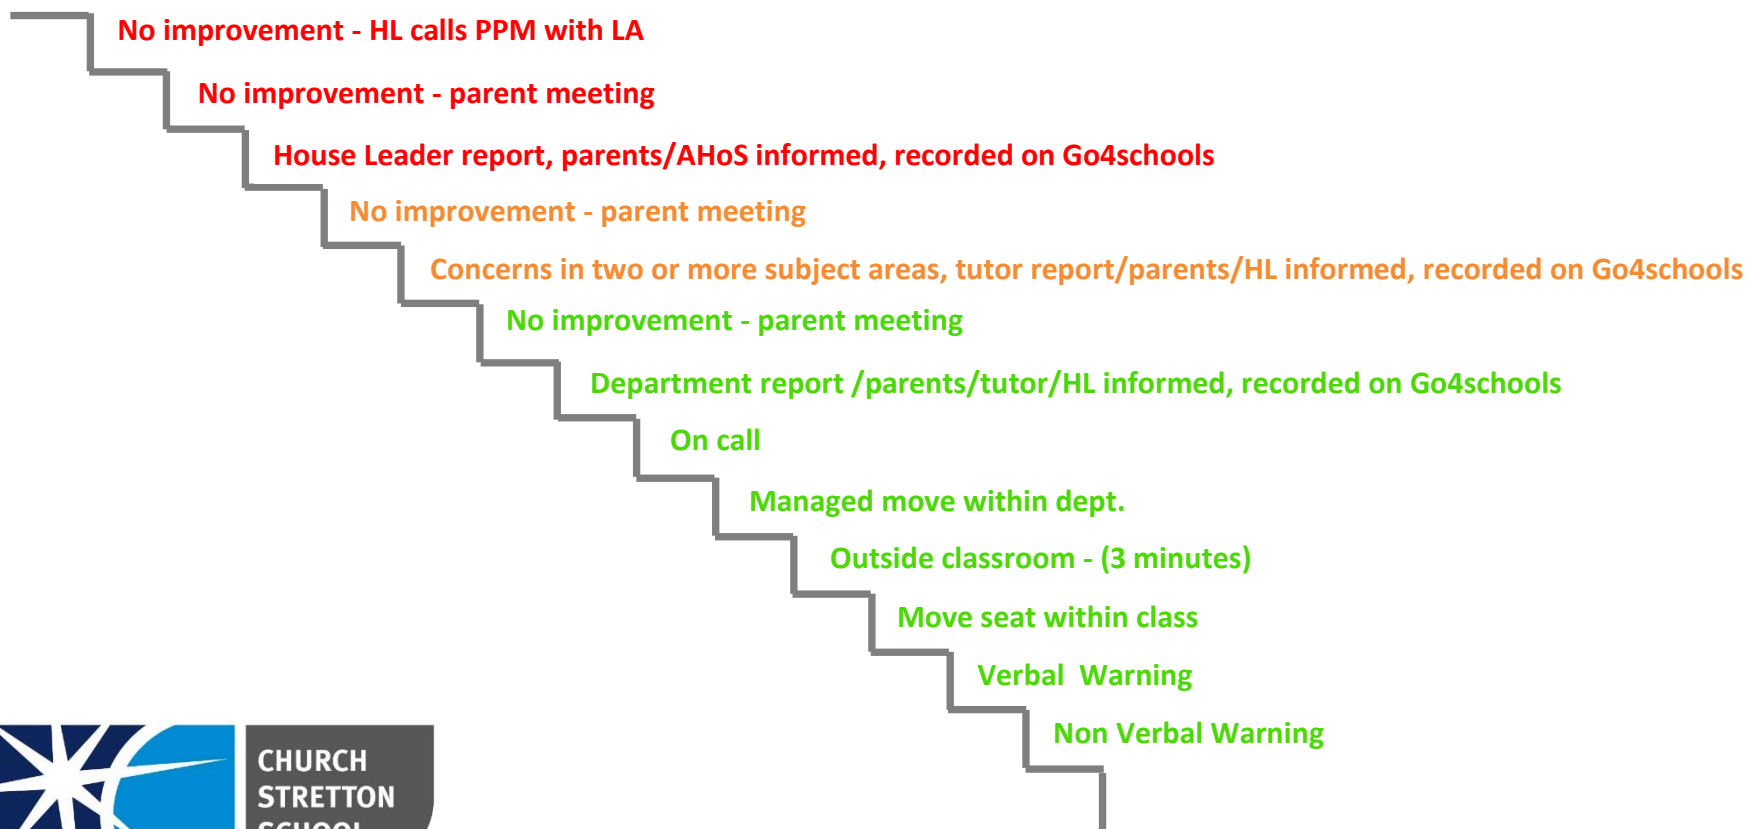 No improvement - HL calls PPM with LA
No improvement - parent meeting
House Leader report, parents/AHoS informed, recorded on Go4schools
No improvement - parent meeting
Concerns in two or more subject areas, tutor report/parents/HL informed, recorded on Go4schools
No improvement - parent meeting
Department report /parents/tutor/HL informed, recorded on Go4schools
On call
Managed move within dept.
Outside classroom - (3 minutes)
Move seat within class
Verbal  Warning
Non Verbal Warning
CHURCH
STRETTON
SCHOOL